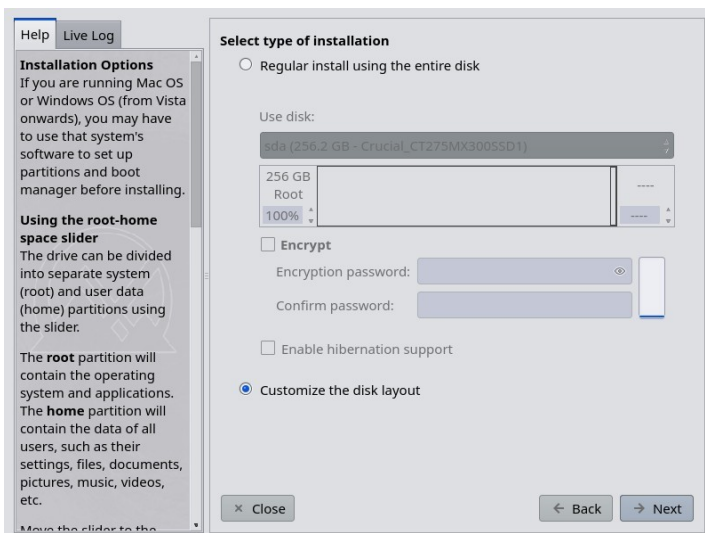 Help
Live Log
Installation Options
If you are running Mac OS
or Windows OS (from Vista
onwards), you may have
to use that system's
software to set up
partitions and boot
manager before installing.
Using the root-home
space slider
The drive can be divided
into separate system
(root) and user data
(home) partitions using
the slider.
The root partition will
contain the operating
system and applications.
The home partition will
contain the data of all
users, such as their
settings, files, documents,
pictures, music, videos,
etc.
Move the slider to the
Select type of installation
Regular install using the entire disk
Use disk:
sda (256.2 GB - Crucial_CT275MX300SSD1)
256 GB
Root
100%
----
----
Encrypt
Encryption password:
Confirm password:
Enable hibernation support
Customize the disk layout
Close
Back
Next